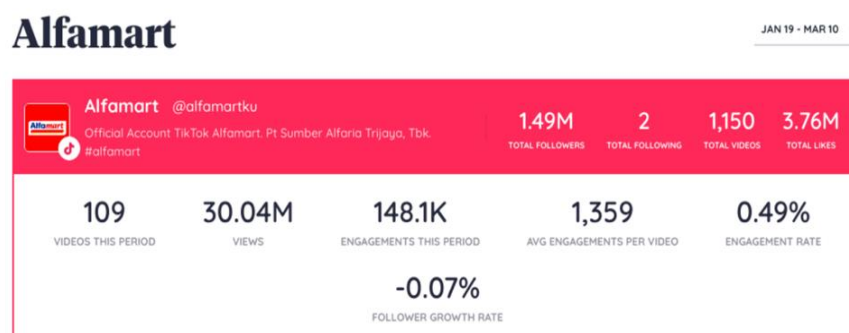 Alfamart
JAN 19 - MAR 10
Alfamart @alfamartku
Official Account TikTok Alfamart. Pt Sumber Alfaria Trijaya, Tbk.
#alfamart
Alfamart
1.49M 2 1,150 3.76M
TOTAL FOLLOWERS TOTAL FOLLOWING TOTAL VIDEOS TOTAL LIKES
109 30.04M 148.1K 1,359 0.49%
VIDEOS THIS PERIOD VIEWS ENGAGEMENTS THIS PERIOD AVG ENGAGEMENTS PER VIDEO ENGAGEMENT RATE
-0.07%
FOLLOWER GROWTH RATE